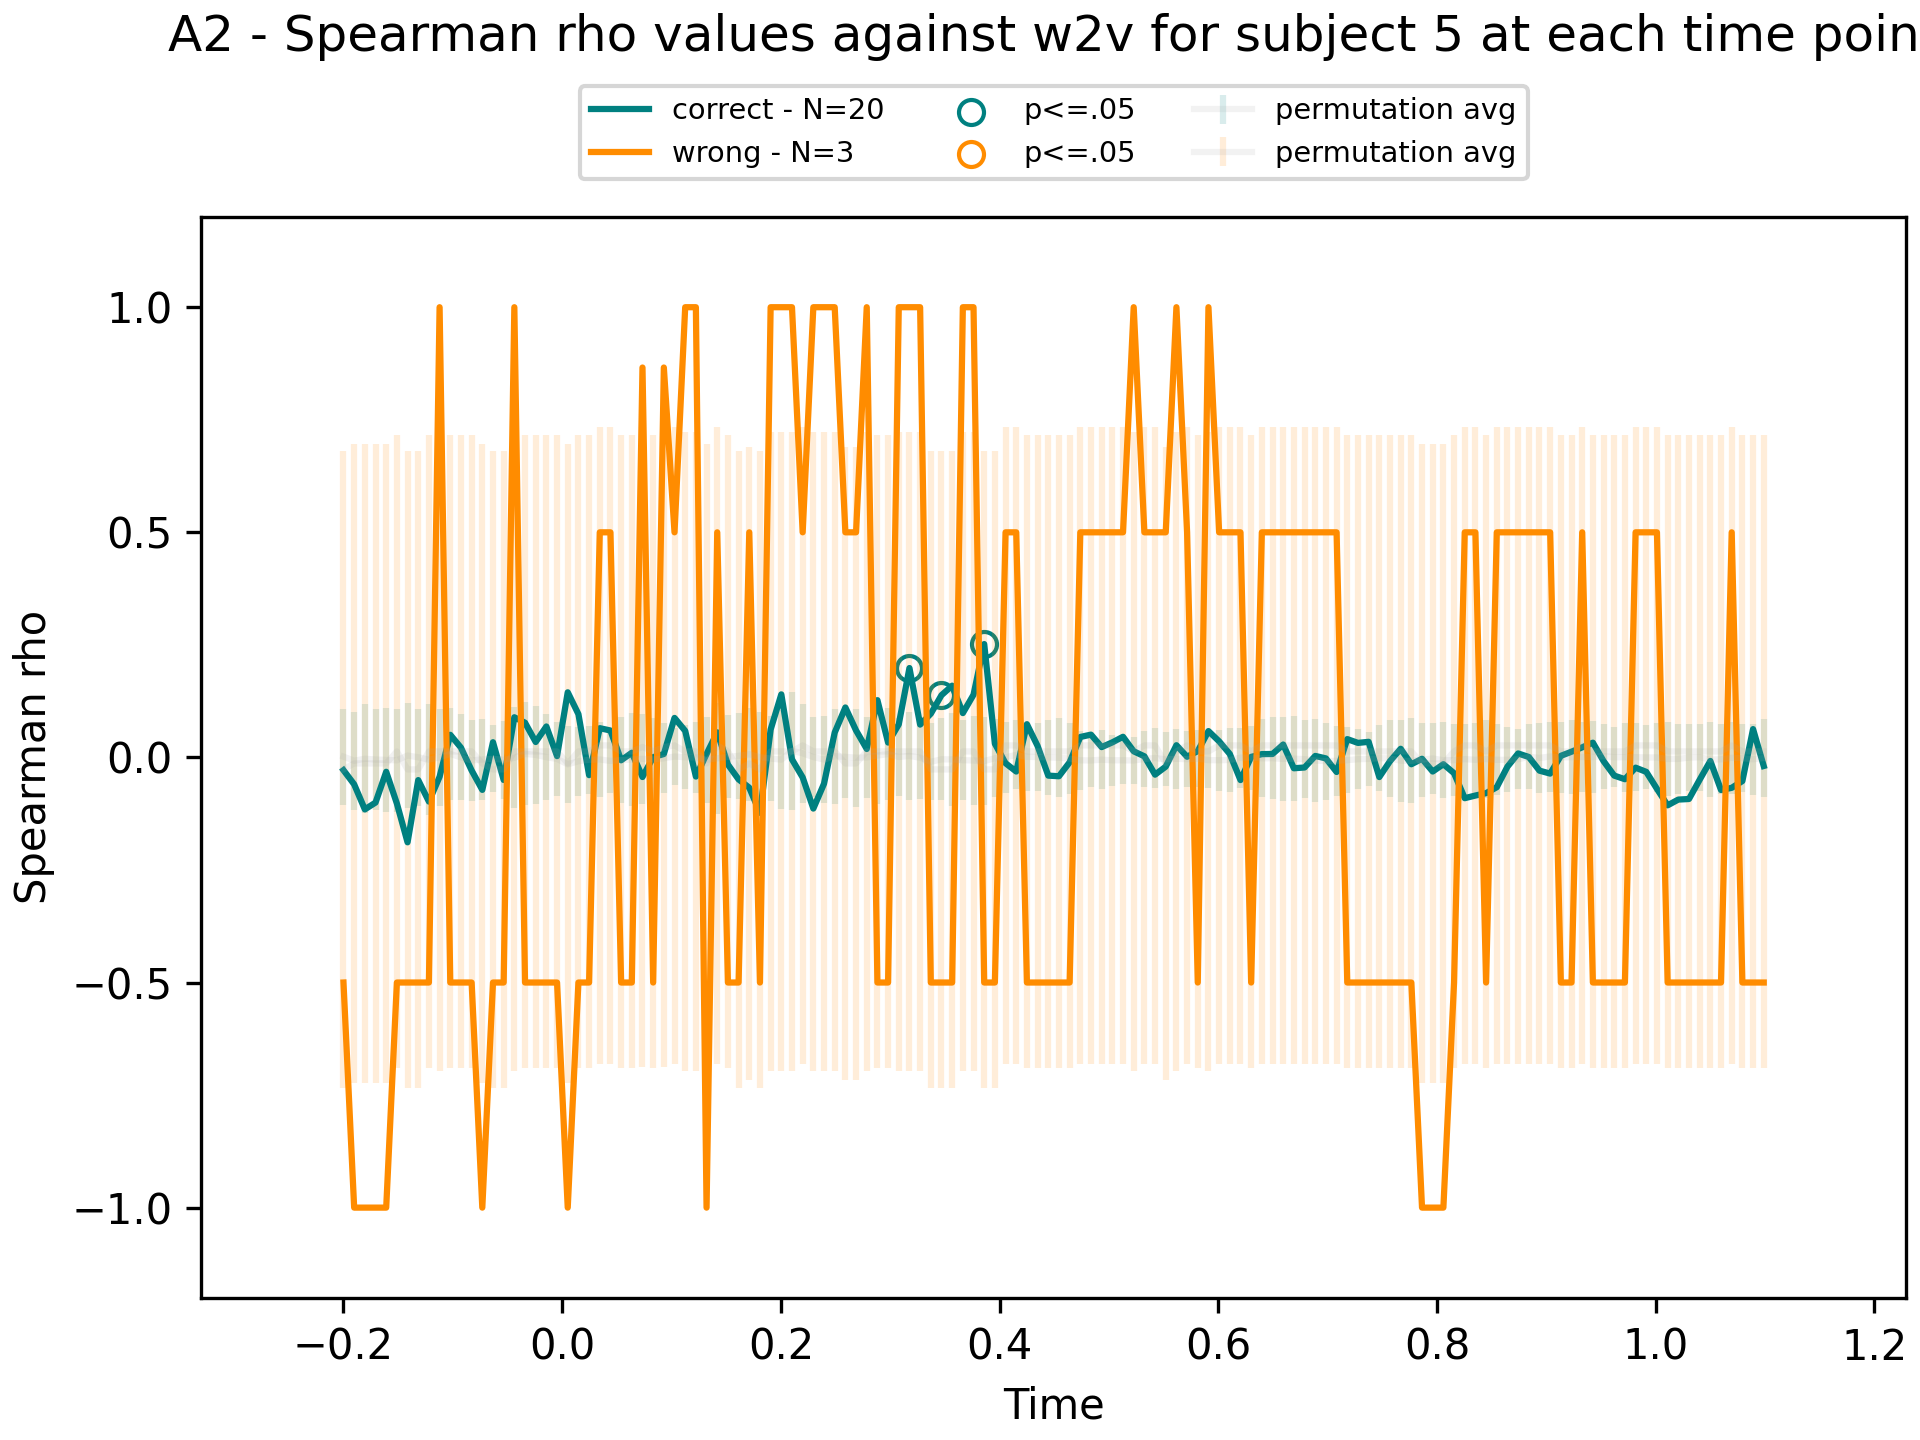 A2 - Spearman rho values against w2v for subject 5 at each time poin
correct - N=20
wrong - N=3
p<=.05
p<=.05
permutation avg
permutation avg
Spearman rho
1.0
0.5
0.0
−0.5
−1.0
−0.2
0.0
0.2
0.4
0.6
0.8
1.0
1.2
Time